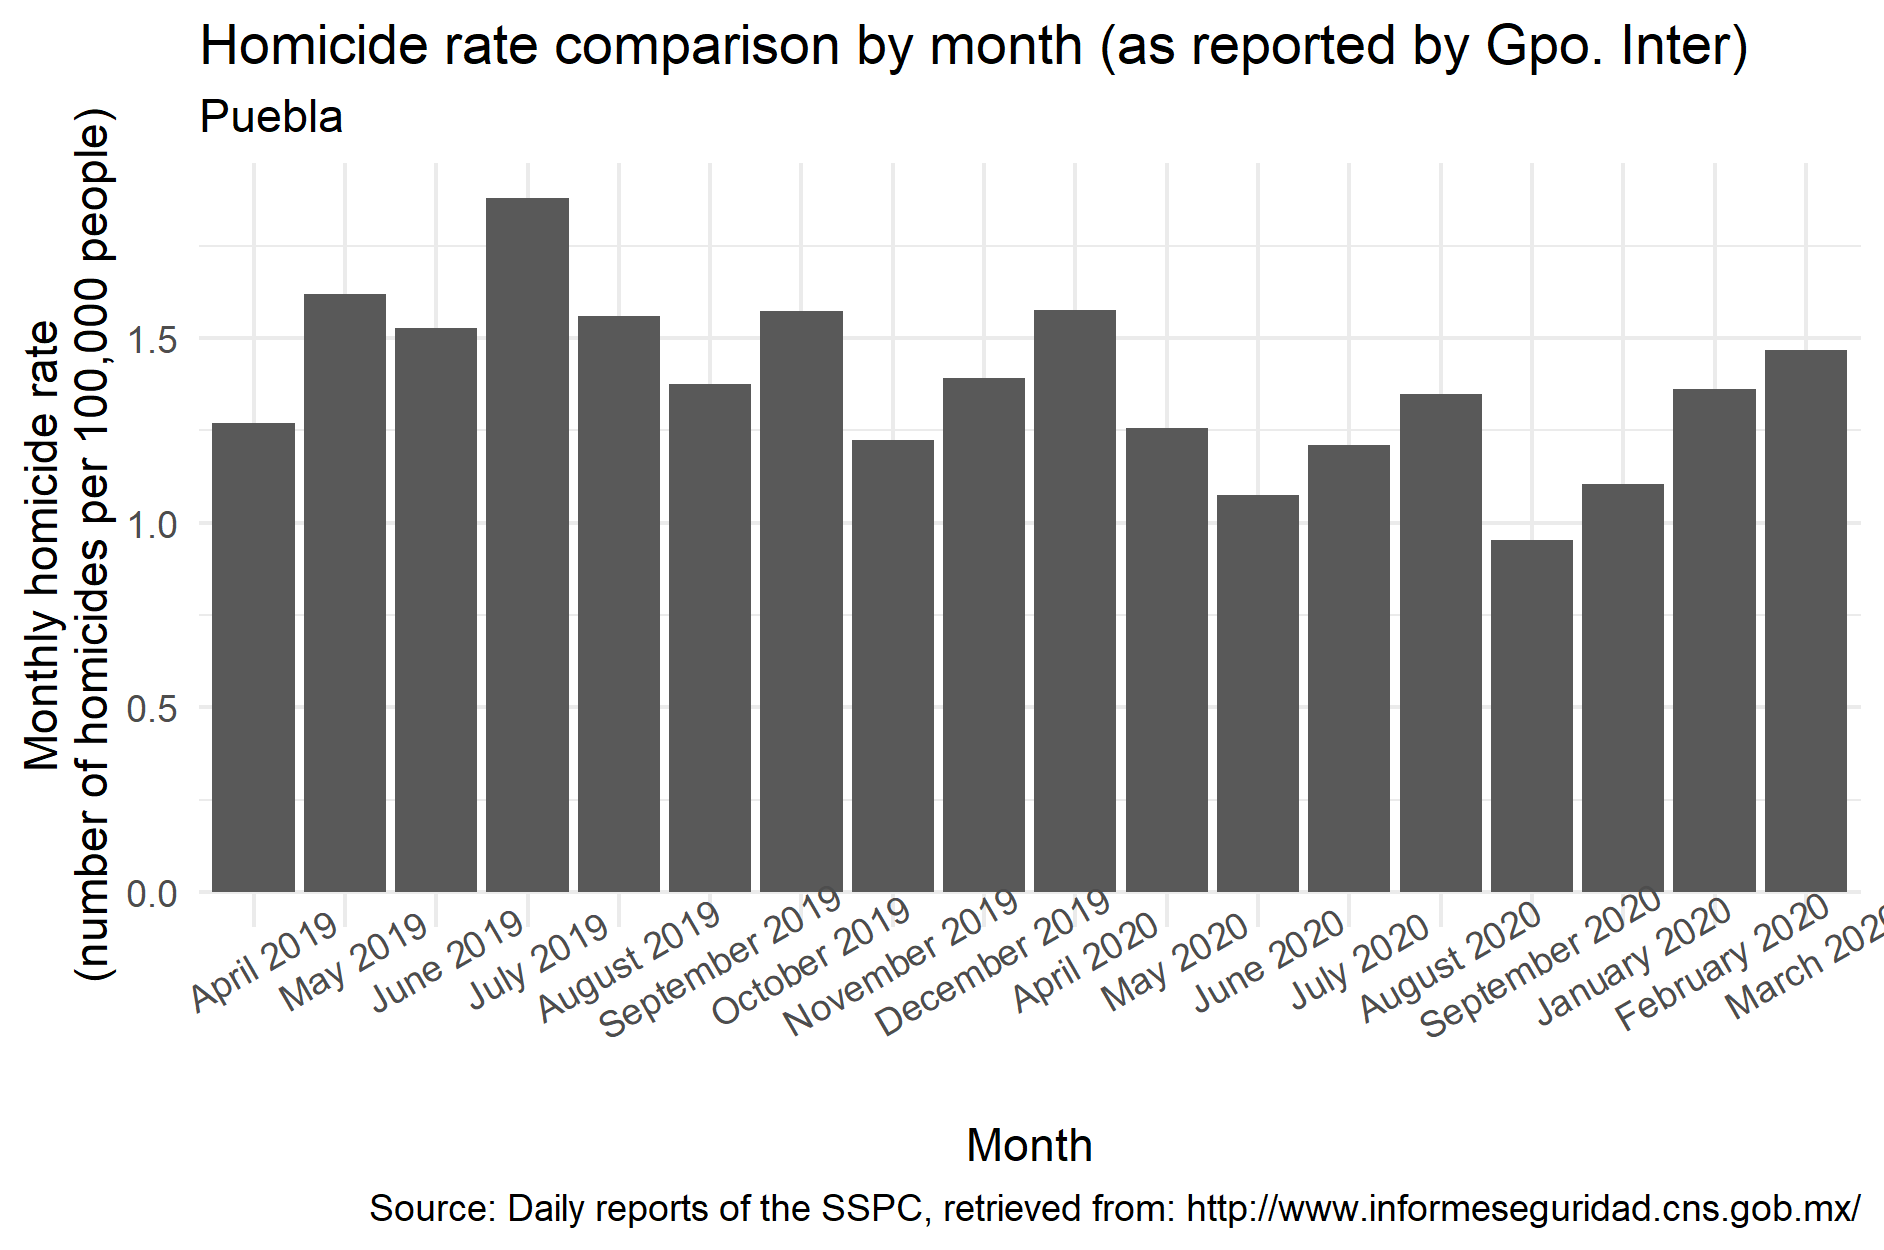 Homicide rate comparison by month (as reported by Gpo. Inter)
Puebla
Monthly homicide rate
(number of homicides per 100,000 people)
1.5
1.0
0.5
0.0
April 2019
May 2019
June 2019
July 2019
August 2019
September 2019
October 2019
November 2019
December 2019
April 2020
May 2020
June 2020
July 2020
August 2020
September 2020
January 2020
February 2020
March 2020
Month
Source: Daily reports of the SSPC, retrieved from: http://www.informeseguridad.cns.gob.mx/